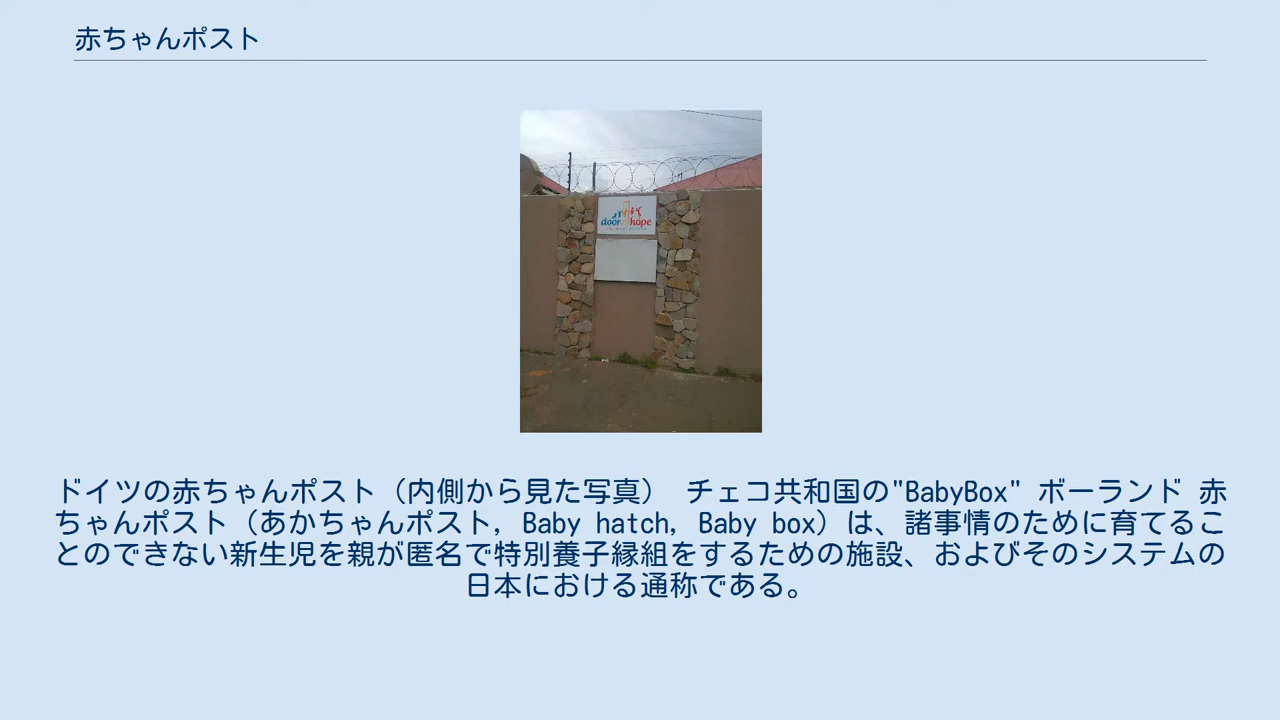 赤ちゃんポスト
door of hope
ドイツの赤ちゃんポスト（内側から見た写真） チェコ共和国の"BabyBox" ボーランド 赤
ちゃんポスト（あかちゃんポスト, Baby hatch, Baby box）は、諸事情のために育てるこ
とのできない新生児を親が匿名で特別養子縁組をするための施設、およびそのシステムの
日本における通称である。